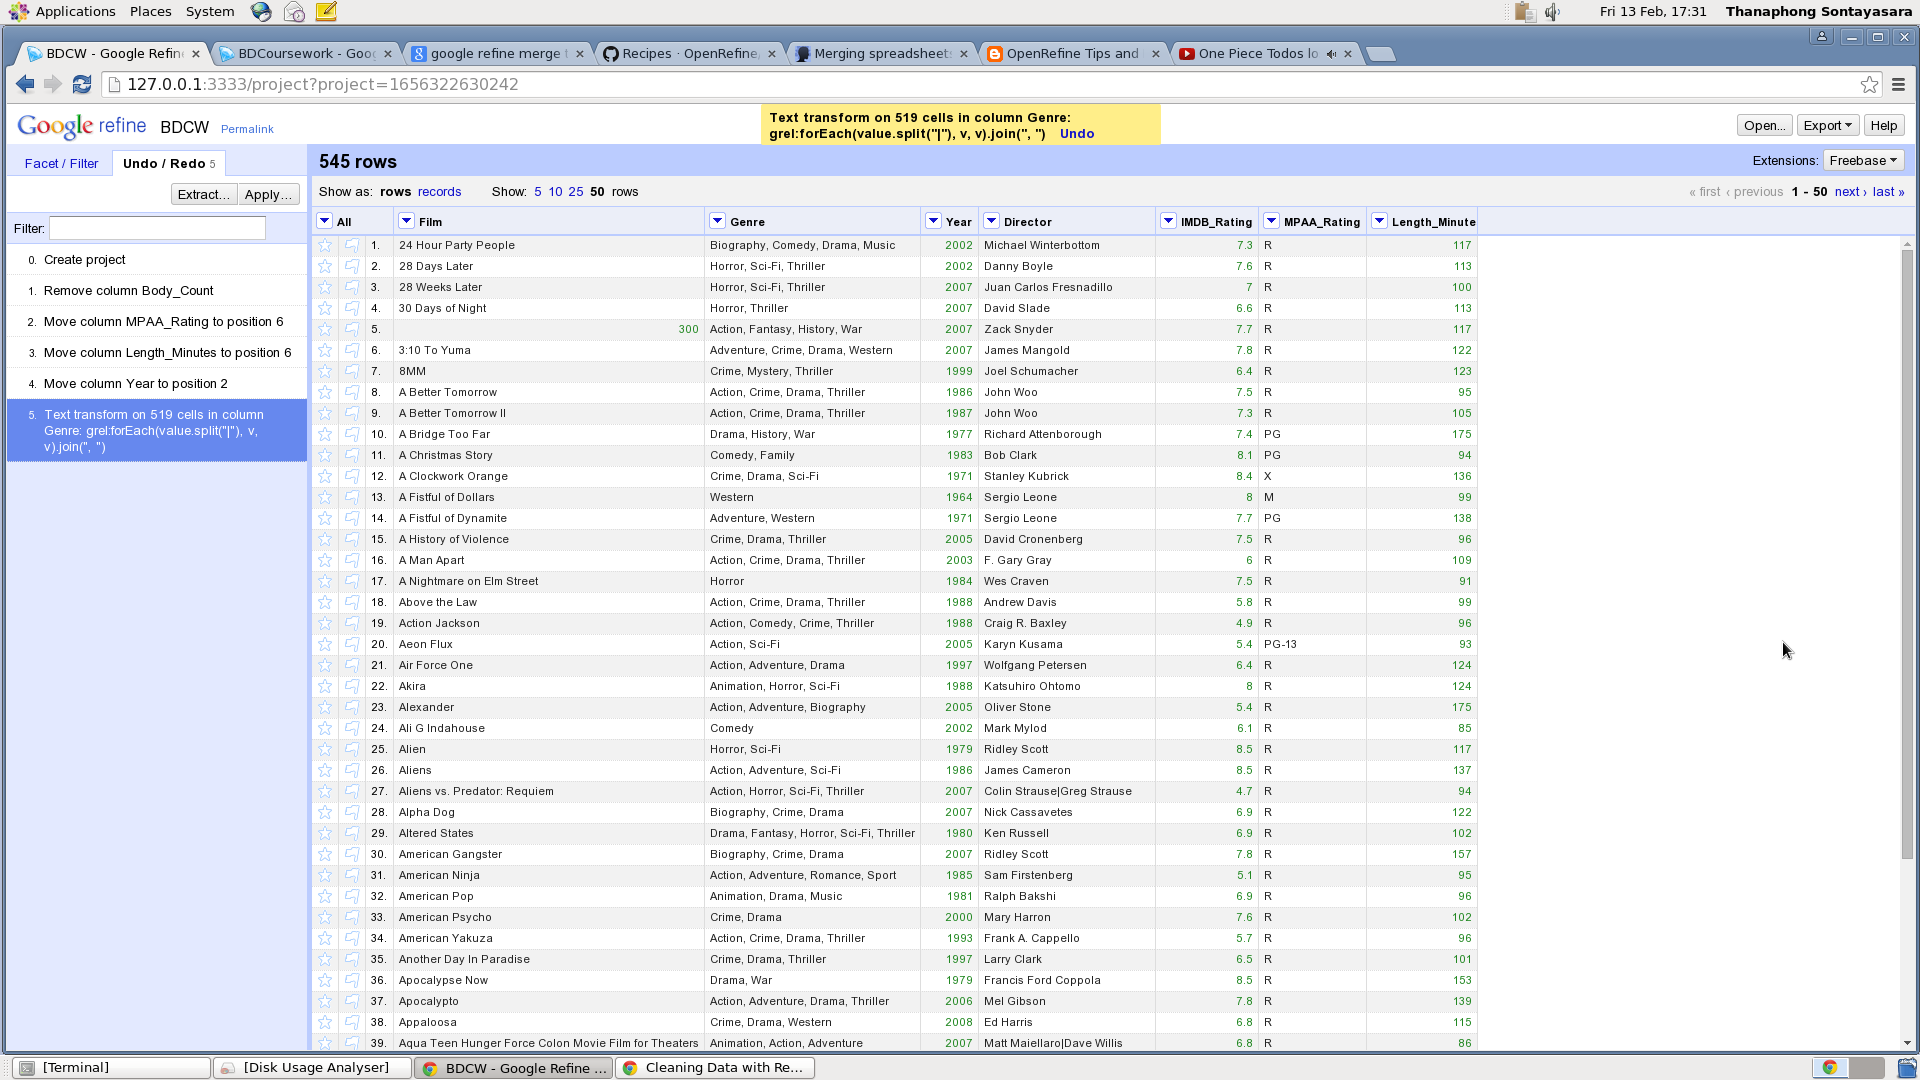 Applications Places System Fri 13 Feb, 17:31 Thanaphong Sontayasara
BDCW - Google Refin × BDCoursework - Goo × google refine merge t × Recipes · OpenRefine × Merging spreadsheet × OpenRefine Tips and × One Piece Todos lo ×
127.0.0.1:3333/project?project=1656322630242
Google refine BDCW Permalink
Text transform on 519 cells in column Genre:
grel:forEach(value.split("|"), v, v).join(", ") Undo
Open... Export Help
Facet / Filter Undo / Redo 5
545 rows
Extensions: Freebase
Extract... Apply...
Show as: rows records Show: 5 10 25 50 rows
« first ‹ previous 1 - 50 next › last »
Filter:
0. Create project
1. Remove column Body_Count
2. Move column MPAA_Rating to position 6
3. Move column Length_Minutes to position 6
4. Move column Year to position 2
5. Text transform on 519 cells in column
Genre: grel:forEach(value.split("|"), v,
v).join(", ")
All Film Genre Year Director IMDB_Rating MPAA_Rating Length_Minute
1. 24 Hour Party People Biography, Comedy, Drama, Music 2002 Michael Winterbottom 7.3 R 117
2. 28 Days Later Horror, Sci-Fi, Thriller 2002 Danny Boyle 7.6 R 113
3. 28 Weeks Later Horror, Sci-Fi, Thriller 2007 Juan Carlos Fresnadillo 7 R 100
4. 30 Days of Night Horror, Thriller 2007 David Slade 6.6 R 113
5. 300 Action, Fantasy, History, War 2007 Zack Snyder 7.7 R 117
6. 3:10 To Yuma Adventure, Crime, Drama, Western 2007 James Mangold 7.8 R 122
7. 8MM Crime, Mystery, Thriller 1999 Joel Schumacher 6.4 R 123
8. A Better Tomorrow Action, Crime, Drama, Thriller 1986 John Woo 7.5 R 95
9. A Better Tomorrow II Action, Crime, Drama, Thriller 1987 John Woo 7.3 R 105
10. A Bridge Too Far Drama, History, War 1977 Richard Attenborough 7.4 PG 175
11. A Christmas Story Comedy, Family 1983 Bob Clark 8.1 PG 94
12. A Clockwork Orange Crime, Drama, Sci-Fi 1971 Stanley Kubrick 8.4 X 136
13. A Fistful of Dollars Western 1964 Sergio Leone 8 M 99
14. A Fistful of Dynamite Adventure, Western 1971 Sergio Leone 7.7 PG 138
15. A History of Violence Crime, Drama, Thriller 2005 David Cronenberg 7.5 R 96
16. A Man Apart Action, Crime, Drama, Thriller 2003 F. Gary Gray 6 R 109
17. A Nightmare on Elm Street Horror 1984 Wes Craven 7.5 R 91
18. Above the Law Action, Crime, Drama, Thriller 1988 Andrew Davis 5.8 R 99
19. Action Jackson Action, Comedy, Crime, Thriller 1988 Craig R. Baxley 4.9 R 96
20. Aeon Flux Action, Sci-Fi 2005 Karyn Kusama 5.4 PG-13 93
21. Air Force One Action, Adventure, Drama 1997 Wolfgang Petersen 6.4 R 124
22. Akira Animation, Horror, Sci-Fi 1988 Katsuhiro Ohtomo 8 R 124
23. Alexander Action, Adventure, Biography 2005 Oliver Stone 5.4 R 175
24. Ali G Indahouse Comedy 2002 Mark Mylod 6.1 R 85
25. Alien Horror, Sci-Fi 1979 Ridley Scott 8.5 R 117
26. Aliens Action, Adventure, Sci-Fi 1986 James Cameron 8.5 R 137
27. Aliens vs. Predator: Requiem Action, Horror, Sci-Fi, Thriller 2007 Colin Strause|Greg Strause 4.7 R 94
28. Alpha Dog Biography, Crime, Drama 2007 Nick Cassavetes 6.9 R 122
29. Altered States Drama, Fantasy, Horror, Sci-Fi, Thriller 1980 Ken Russell 6.9 R 102
30. American Gangster Biography, Crime, Drama 2007 Ridley Scott 7.8 R 157
31. American Ninja Action, Adventure, Romance, Sport 1985 Sam Firstenberg 5.1 R 95
32. American Pop Animation, Drama, Music 1981 Ralph Bakshi 6.9 R 96
33. American Psycho Crime, Drama 2000 Mary Harron 7.6 R 102
34. American Yakuza Action, Crime, Drama, Thriller 1993 Frank A. Cappello 5.7 R 96
35. Another Day In Paradise Crime, Drama, Thriller 1997 Larry Clark 6.5 R 101
36. Apocalypse Now Drama, War 1979 Francis Ford Coppola 8.5 R 153
37. Apocalypto Action, Adventure, Drama, Thriller 2006 Mel Gibson 7.8 R 139
38. Appaloosa Crime, Drama, Western 2008 Ed Harris 6.8 R 115
39. Aqua Teen Hunger Force Colon Movie Film for Theaters Animation, Action, Adventure 2007 Matt Maiellaro|Dave Willis 6.8 R 86
[Terminal] [Disk Usage Analyser] BDCW - Google Refine ... Cleaning Data with Re...